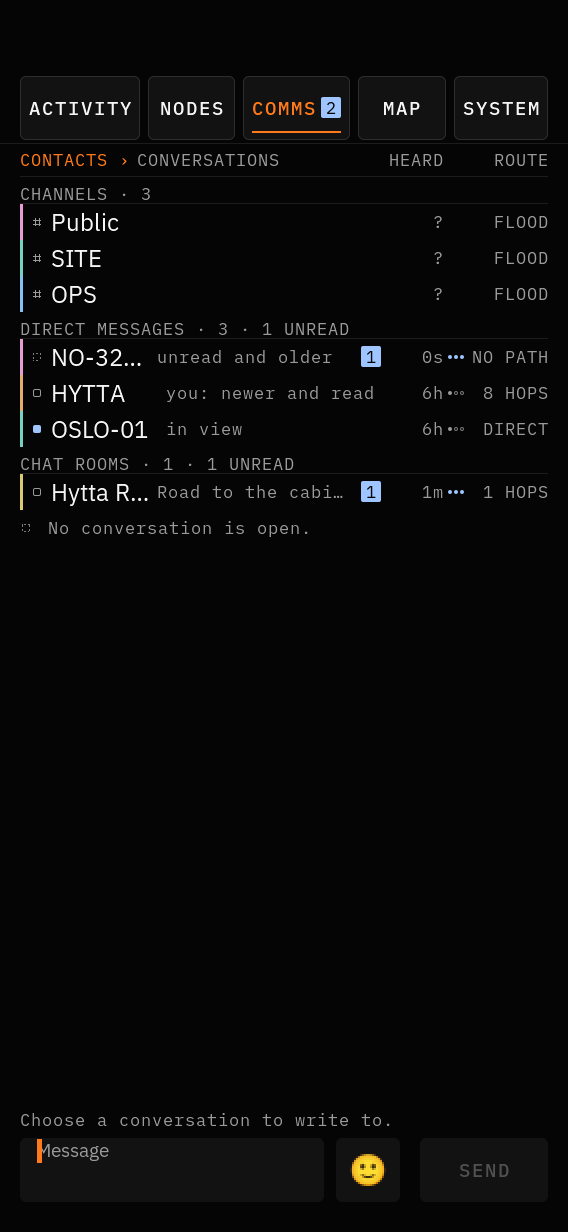 ACTIVITY NODES COMMS 2 MAP SYSTEM
CONTACTS › CONVERSATIONS HEARD ROUTE
CHANNELS · 3
# Public ? FLOOD
# SITE ? FLOOD
# OPS ? FLOOD
DIRECT MESSAGES · 3 · 1 UNREAD
NO-32… unread and older 1 0s NO PATH
HYTTA you: newer and read 6h 8 HOPS
OSLO-01 in view 6h DIRECT
CHAT ROOMS · 1 · 1 UNREAD
Hytta R… Road to the cabi… 1 1m 1 HOPS
No conversation is open.
Choose a conversation to write to.
Message 🙂 SEND